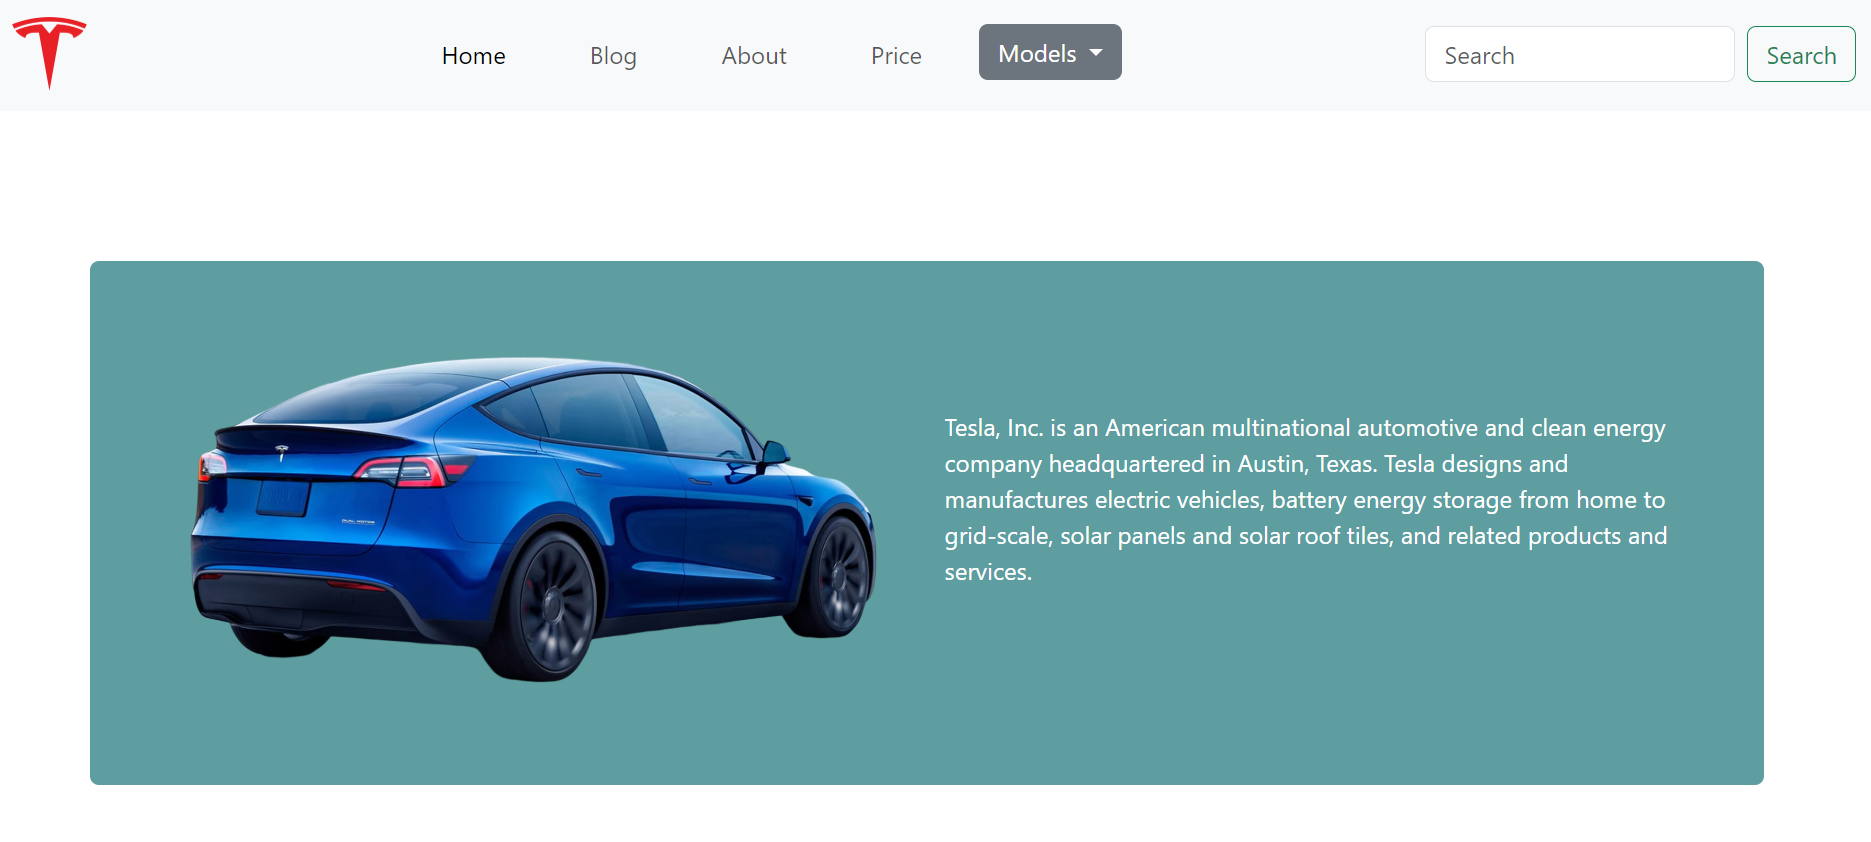 Home Blog About Price Models Search Search
Tesla, Inc. is an American multinational automotive and clean energy
company headquartered in Austin, Texas. Tesla designs and
manufactures electric vehicles, battery energy storage from home to
grid-scale, solar panels and solar roof tiles, and related products and
services.
DUAL MOTOR